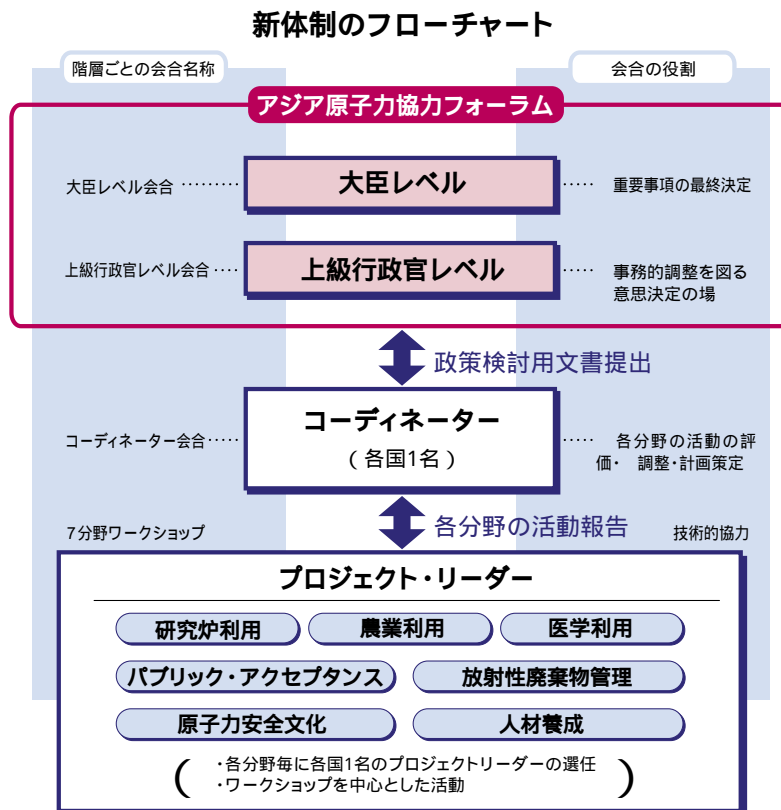 新体制のフローチャート
階層ごとの会合名称
会合の役割
アジア原子力協力フォーラム
大臣レベル会合 ·········
大臣レベル
····· 重要事項の最終決定
上級行政官レベル会合 ····
上級行政官レベル
····· 事務的調整を図る
意思決定の場
政策検討用文書提出
コーディネーター会合 ·····
コーディネーター
（各国1名）
····· 各分野の活動の評
価・ 調整・計画策定
各分野の活動報告
7分野ワークショップ
技術的協力
プロジェクト・リーダー
研究炉利用
農業利用
医学利用
パブリック・アクセプタンス
放射性廃棄物管理
原子力安全文化
人材養成
（ ・各分野毎に各国1名のプロジェクトリーダーの選任
・ワークショップを中心とした活動 ）